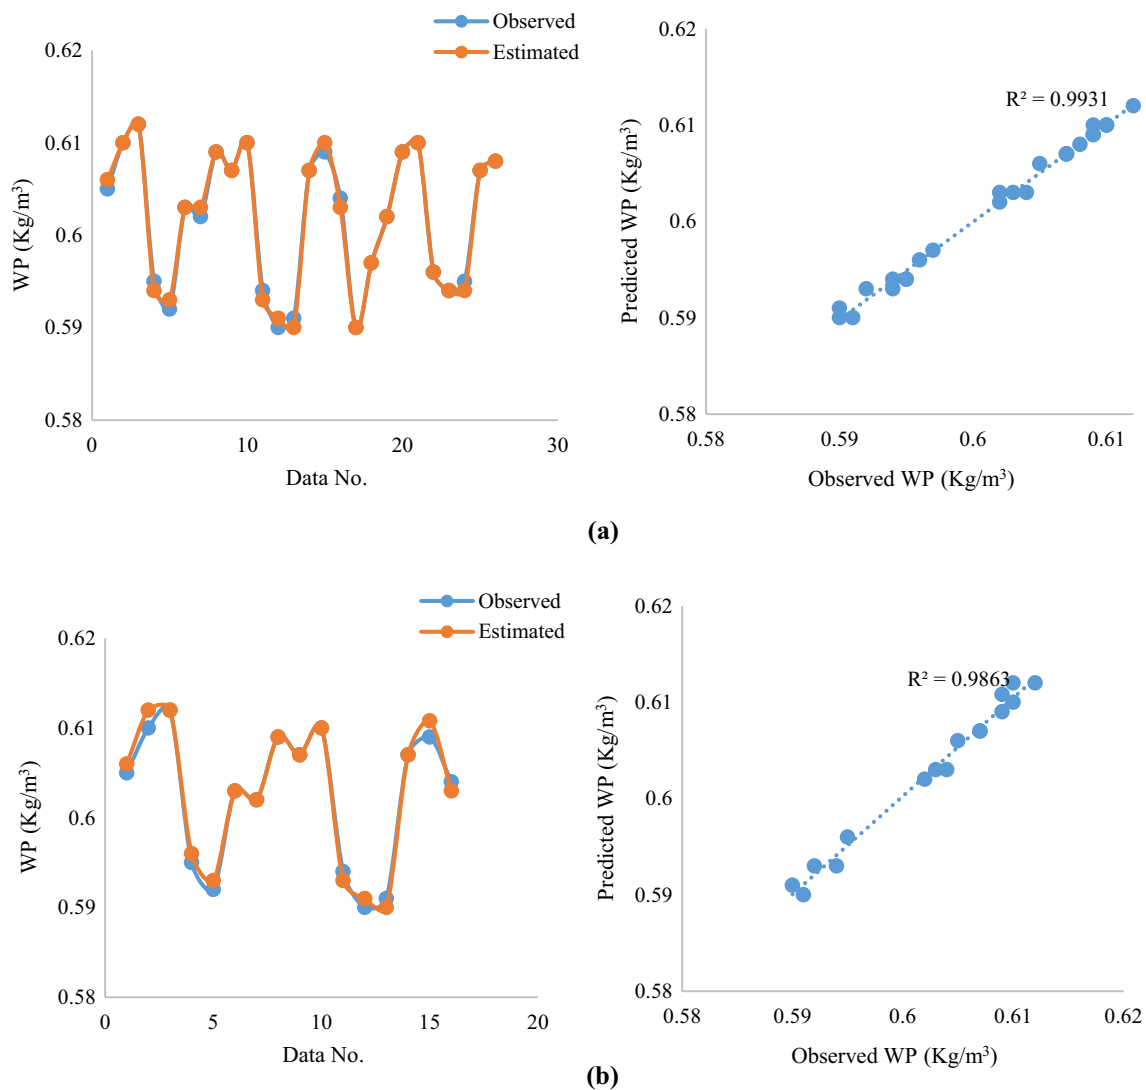 Observed
Estimated
0.62
0.61
0.6
0.59
0.58
WP (Kg/m³)
0
10
20
30
Data No.
0.62
0.61
0.6
0.59
0.58
Predicted WP (Kg/m³)
R² = 0.9931
0.58
0.59
0.6
0.61
Observed WP (Kg/m³)
(a)
Observed
Estimated
0.62
0.61
0.6
0.59
0.58
WP (Kg/m³)
0
5
10
15
20
Data No.
0.62
0.61
0.6
0.59
0.58
Predicted WP (Kg/m³)
R² = 0.9863
0.58
0.59
0.6
0.61
0.62
Observed WP (Kg/m³)
(b)